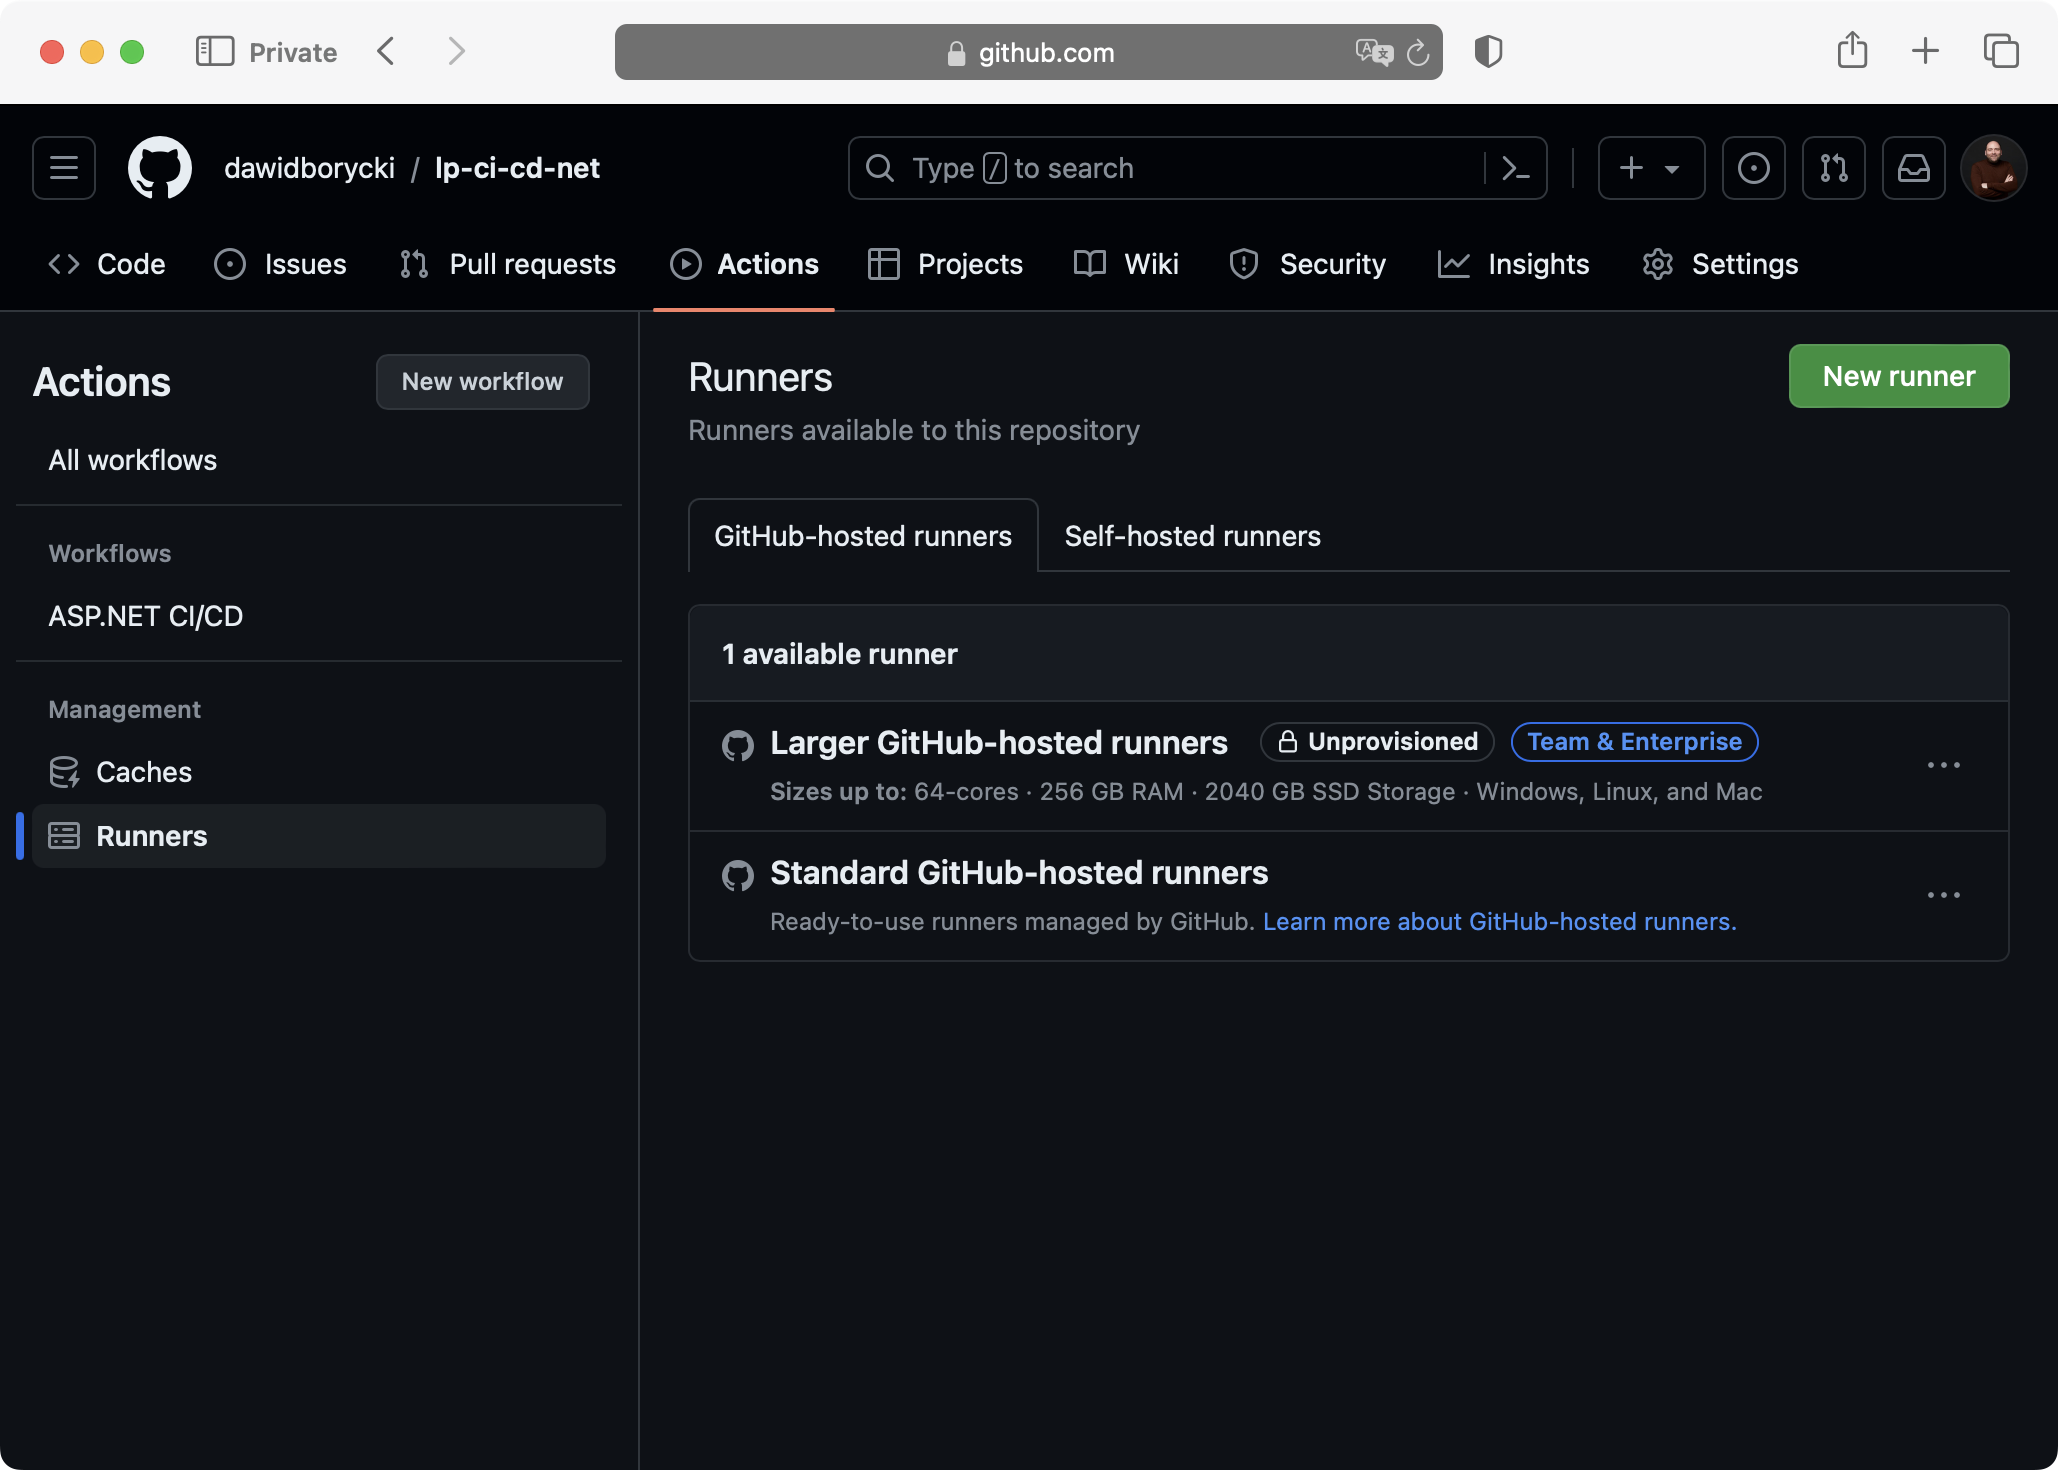 Private
github.com
dawidborycki / lp-ci-cd-net
Type / to search
Code
Issues
Pull requests
Actions
Projects
Wiki
Security
Insights
Settings
Actions
New workflow
All workflows
Workflows
ASP.NET CI/CD
Management
Caches
Runners
Runners
New runner
Runners available to this repository
GitHub-hosted runners
Self-hosted runners
1 available runner
Larger GitHub-hosted runners Unprovisioned Team & Enterprise
Sizes up to: 64-cores · 256 GB RAM · 2040 GB SSD Storage · Windows, Linux, and Mac
Standard GitHub-hosted runners
Ready-to-use runners managed by GitHub. Learn more about GitHub-hosted runners.